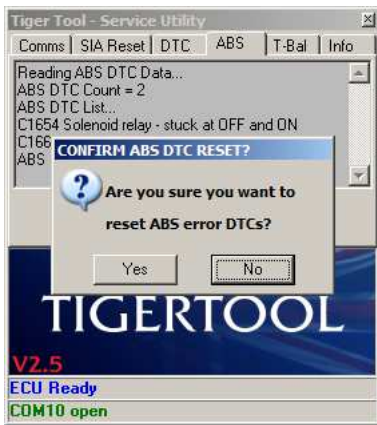 Tiger Tool - Service Utility
Comms SIA Reset DTC ABS T-Bal Info
Reading ABS DTC Data...
ABS DTC Count = 2
ABS DTC List...
C1654 Solenoid relay - stuck at OFF and ON
C166
ABS
CONFIRM ABS DTC RESET?
Are you sure you want to
reset ABS error DTCs?
Yes No
TIGERTOOL
V2.5
ECU Ready
COM10 open